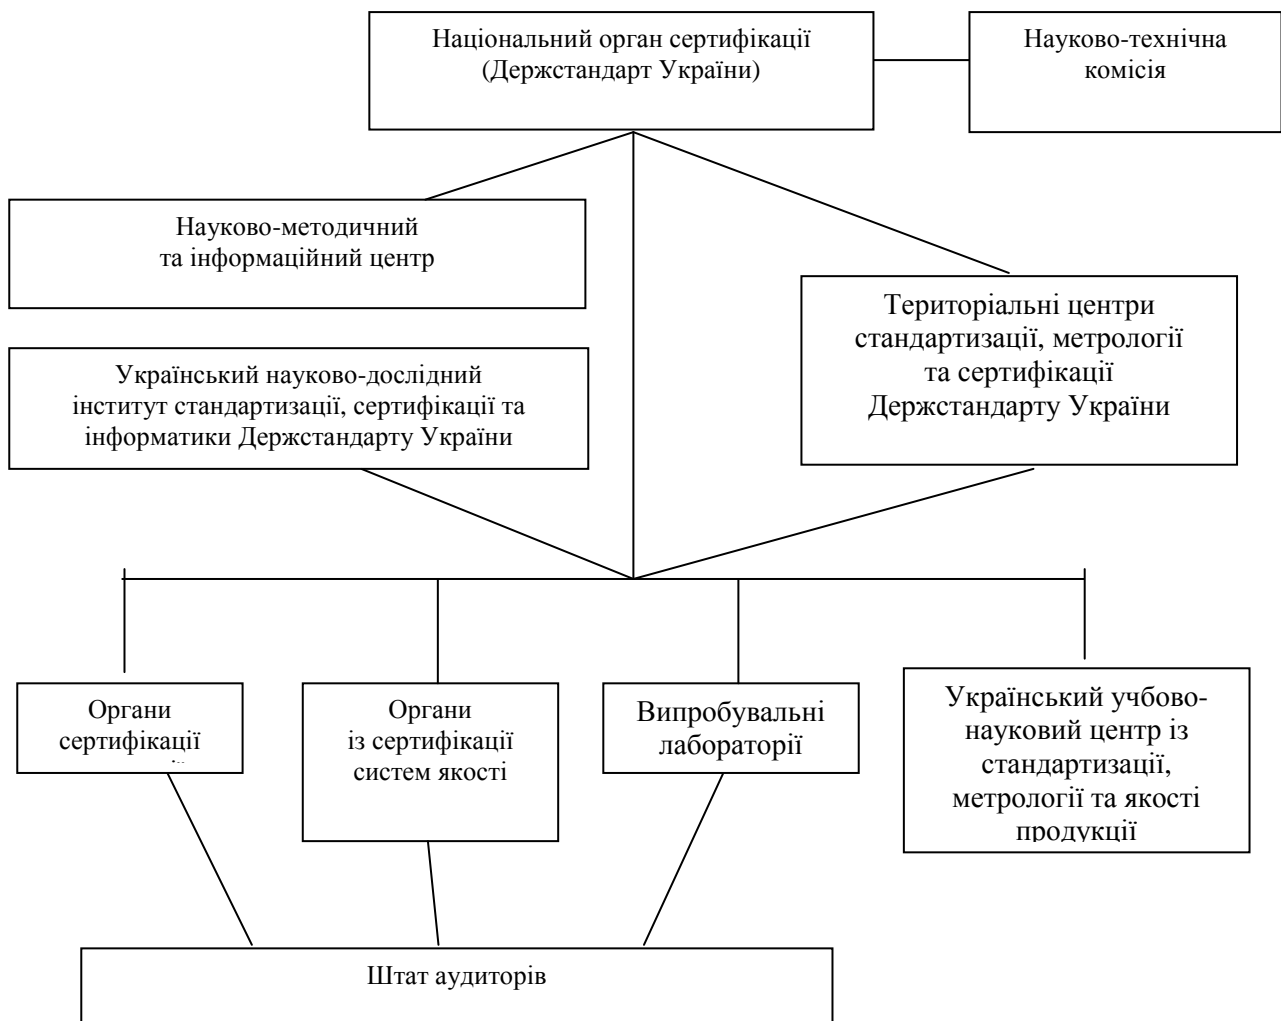 Національний орган сертифікації
(Держстандарт України)
Науково-технічна
комісія
Науково-методичний
та інформаційний центр
Територіальні центри
стандартизації, метрології
та сертифікації
Держстандарту України
Український науково-дослідний
інститут стандартизації, сертифікації та
інформатики Держстандарту України
Органи
сертифікації
Органи
із сертифікації
систем якості
Випробувальні
лабораторії
Український учбово-
науковий центр із
стандартизації,
метрології та якості
продукції
Штат аудиторів